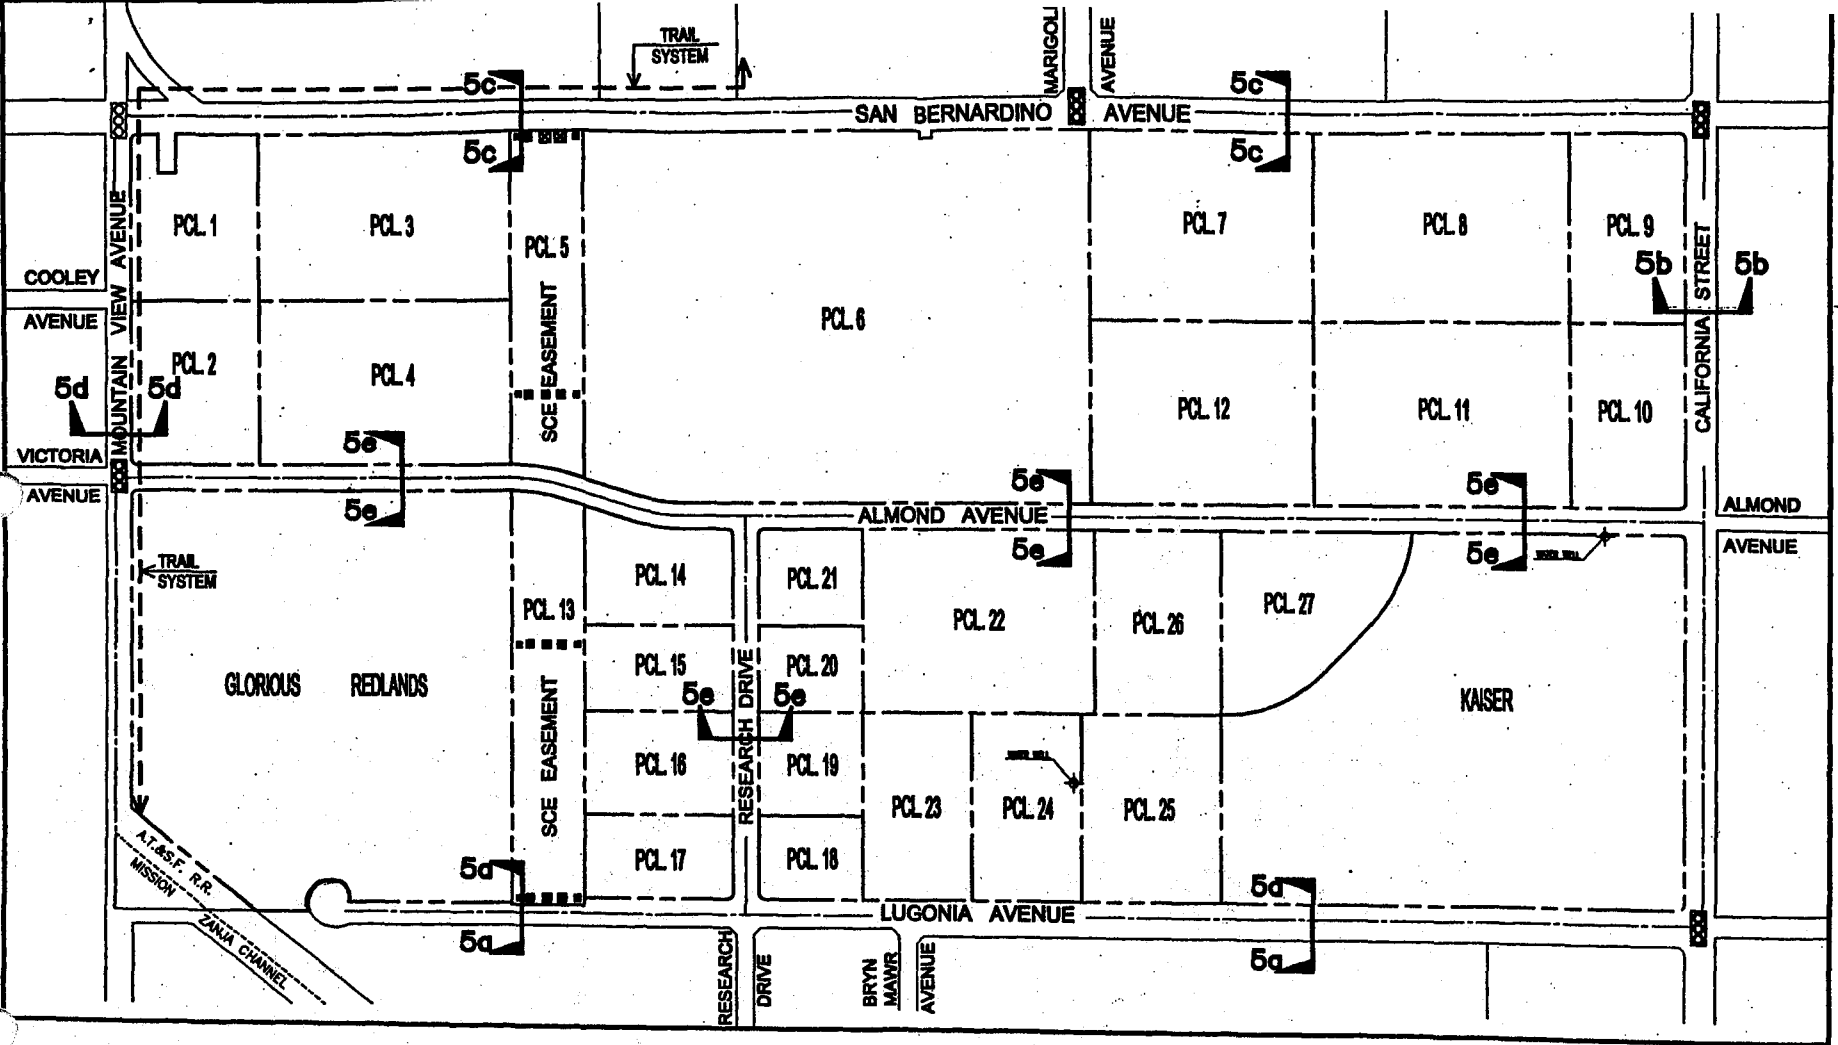 TRAIL
SYSTEM
MARIGOL
AVENUE
5c
5c
SAN BERNARDINO AVENUE
5c
5c
PCL. 1
PCL. 3
PCL. 5
PCL. 7
PCL. 8
PCL. 9
5b
5b
COOLEY
AVENUE
MOUNTAIN VIEW AVENUE
SCE EASEMENT
PCL. 6
CALIFORNIA STREET
PCL. 2
PCL. 4
5d
5d
PCL. 12
PCL. 11
PCL. 10
VICTORIA
AVENUE
5e
5e
5e
5e
5e
5e
ALMOND AVENUE
ALMOND
AVENUE
TRAIL
SYSTEM
PCL. 13
PCL. 14
PCL. 21
PCL. 22
PCL. 26
PCL. 27
PCL. 15
PCL. 20
GLORIOUS REDLANDS
5e
5e
KAISER
SCE EASEMENT
RESEARCH DRIVE
PCL. 16
PCL. 19
PCL. 23
PCL. 24
PCL. 25
PCL. 17
PCL. 18
A.T.&S.F. R.R.
MISSION
ZANJA CHANNEL
5a
5a
LUGONIA AVENUE
5a
5a
RESEARCH
DRIVE
BRYN
MAWR
AVENUE